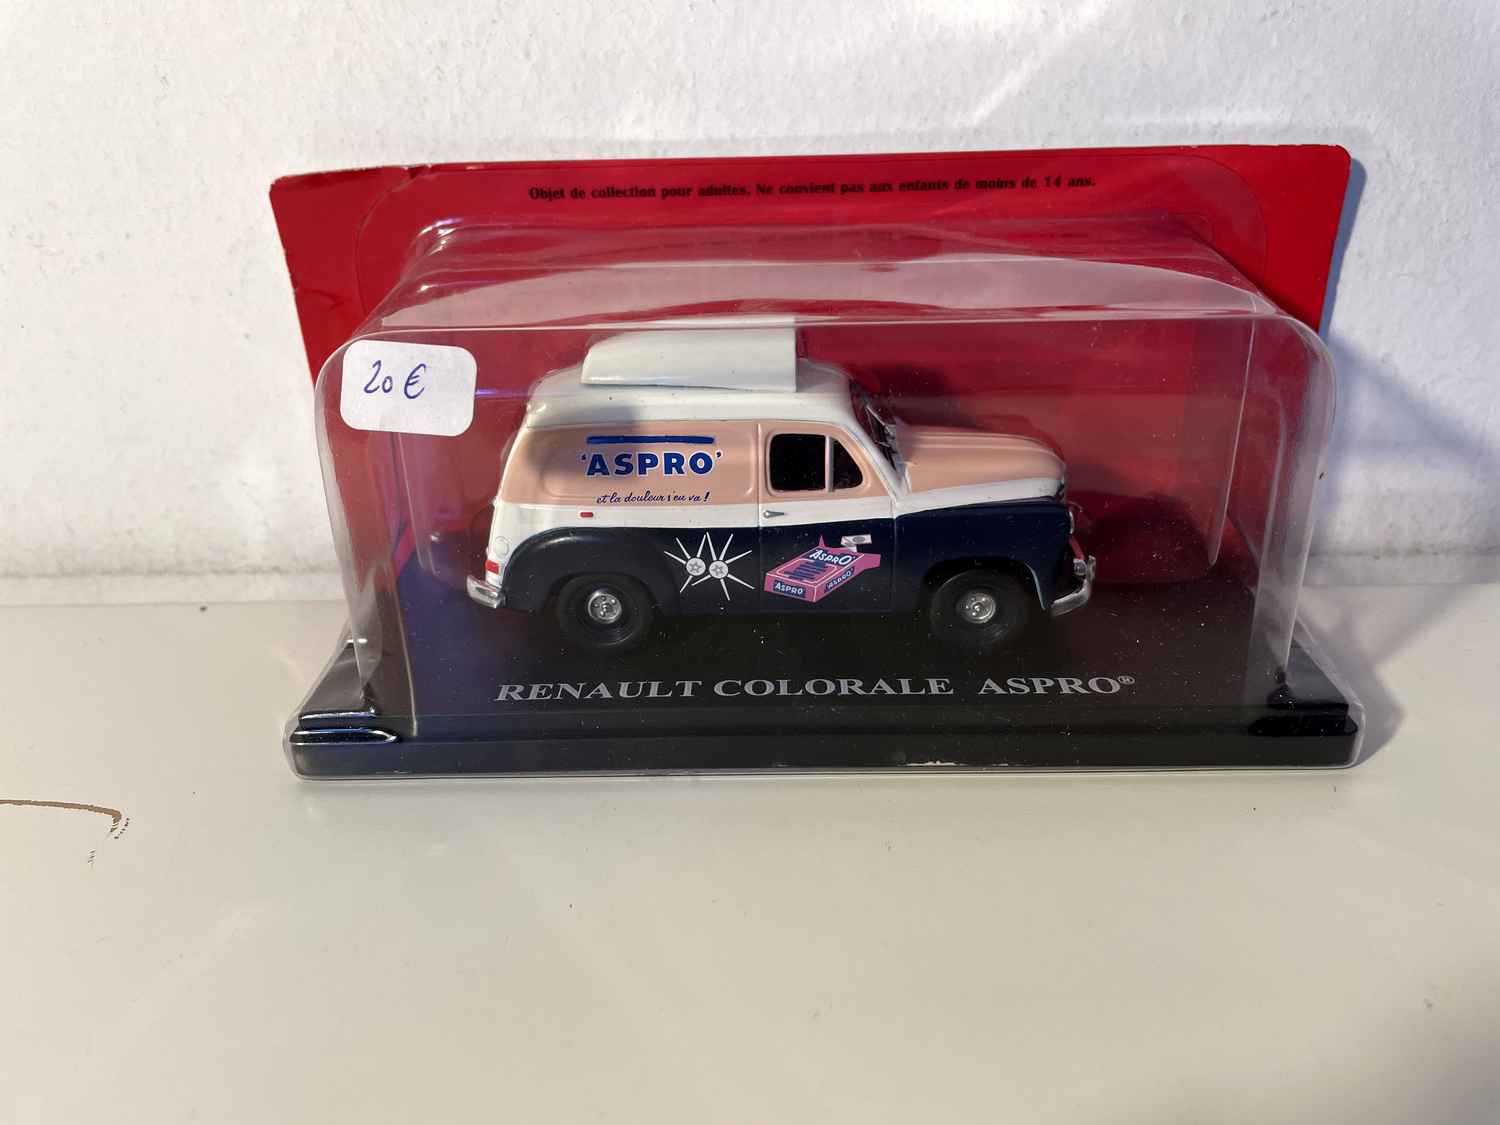 Objet de collection pour adultes. Ne convient pas aux enfants de moins de 14 ans.
20 €
'ASPRO'
et la douleur s'en va !
'ASPRO'
ASPRO
ASPRO
RENAULT COLORALE ASPRO®